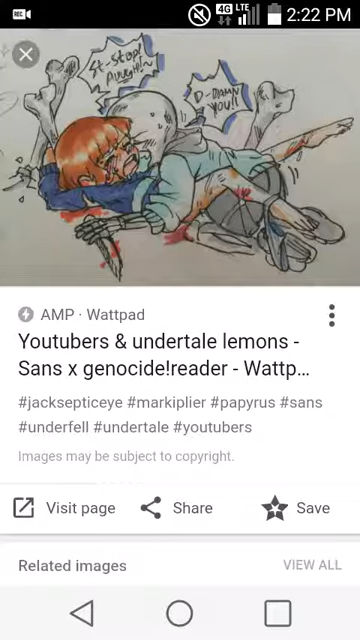 REC
4G LTE
2:22 PM
St-Stop!
D-DAMN
YOU!!
AMP · Wattpad
Youtubers & undertale lemons -
Sans x genocide!reader - Wattp...
#jacksepticeye #markiplier #papyrus #sans
#underfell #undertale #youtubers
Images may be subject to copyright.
Visit page
Share
Save
Related images
VIEW ALL